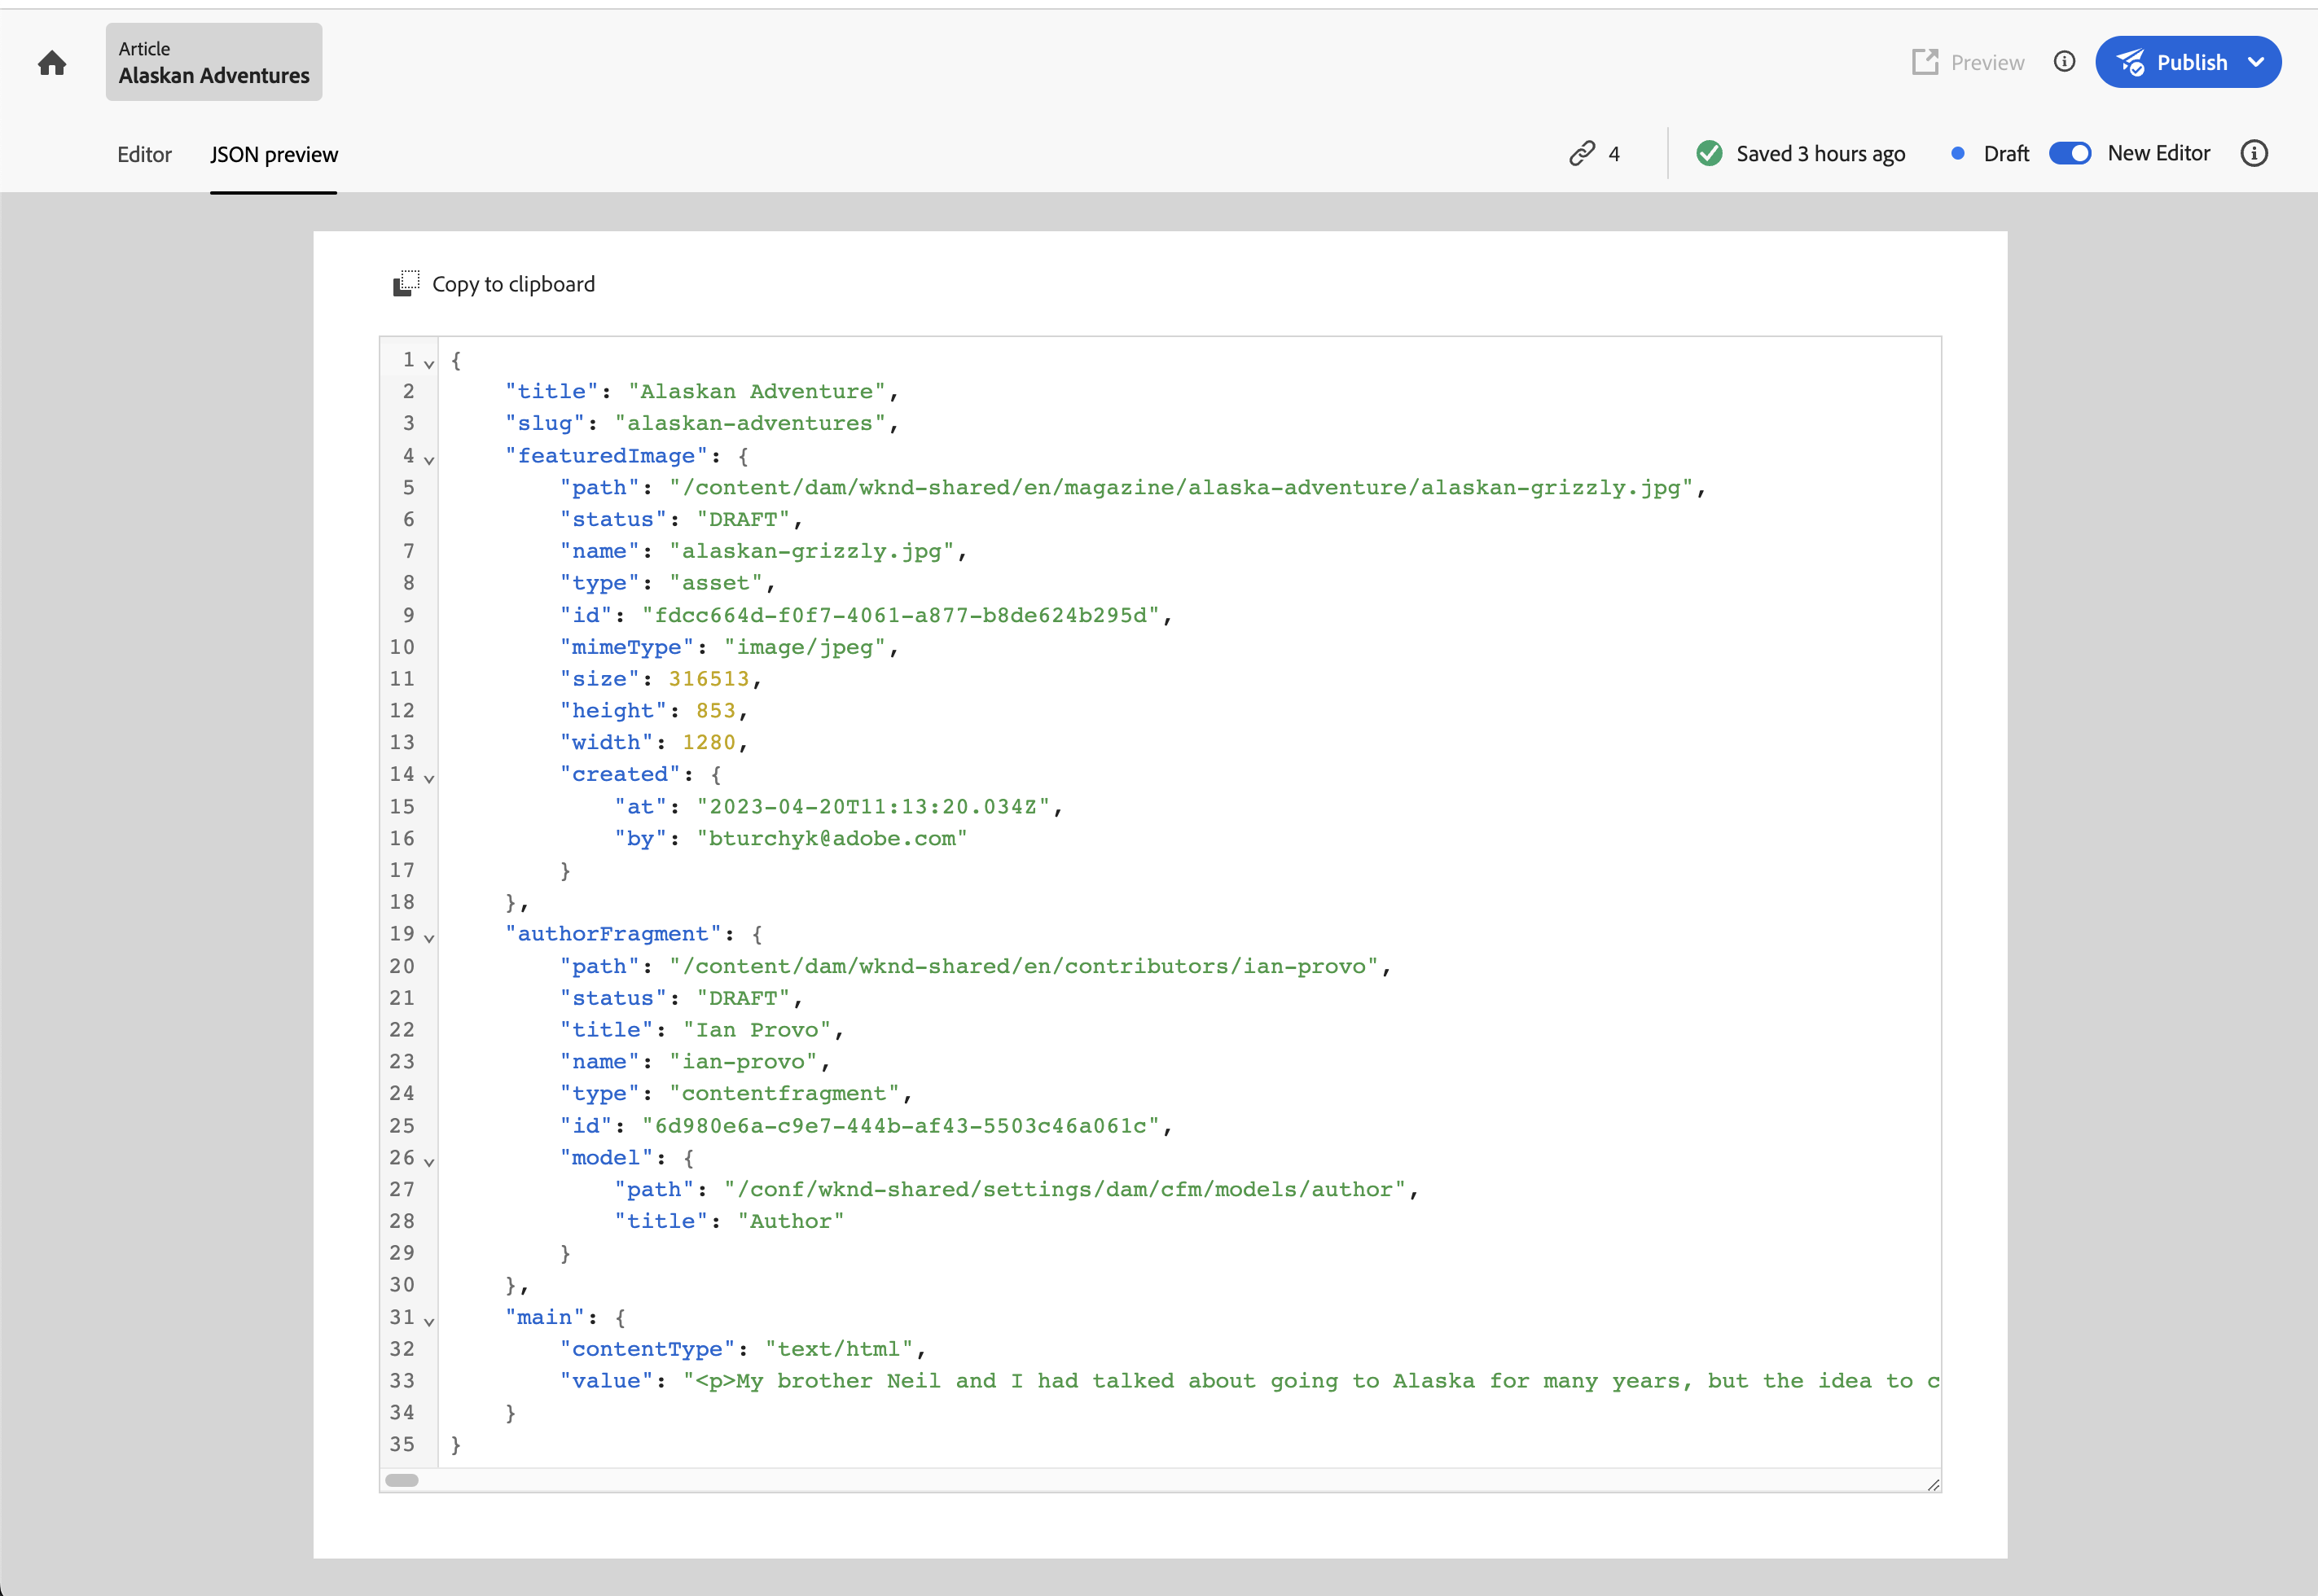 Article
Alaskan Adventures
Preview
Publish
Editor
JSON preview
4
Saved 3 hours ago
Draft
New Editor
Copy to clipboard
1 {
2     "title": "Alaskan Adventure",
3     "slug": "alaskan-adventures",
4     "featuredImage": {
5         "path": "/content/dam/wknd-shared/en/magazine/alaska-adventure/alaskan-grizzly.jpg",
6         "status": "DRAFT",
7         "name": "alaskan-grizzly.jpg",
8         "type": "asset",
9         "id": "fdcc664d-f0f7-4061-a877-b8de624b295d",
10         "mimeType": "image/jpeg",
11         "size": 316513,
12         "height": 853,
13         "width": 1280,
14         "created": {
15             "at": "2023-04-20T11:13:20.034Z",
16             "by": "bturchyk@adobe.com"
17         }
18     },
19     "authorFragment": {
20         "path": "/content/dam/wknd-shared/en/contributors/ian-provo",
21         "status": "DRAFT",
22         "title": "Ian Provo",
23         "name": "ian-provo",
24         "type": "contentfragment",
25         "id": "6d980e6a-c9e7-444b-af43-5503c46a061c",
26         "model": {
27             "path": "/conf/wknd-shared/settings/dam/cfm/models/author",
28             "title": "Author"
29         }
30     },
31     "main": {
32         "contentType": "text/html",
33         "value": "<p>My brother Neil and I had talked about going to Alaska for many years, but the idea to c
34     }
35 }